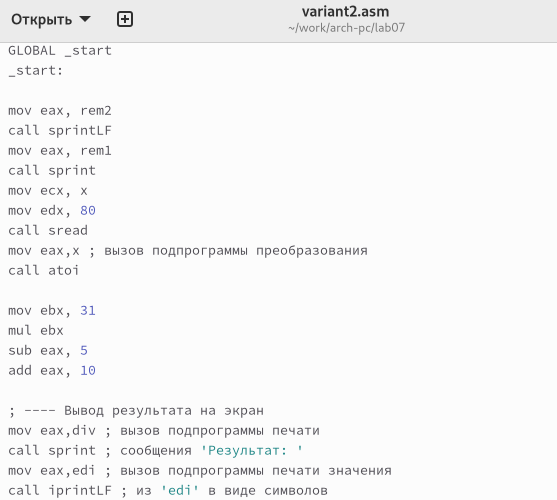 Открыть
variant2.asm
~/work/arch-pc/lab07
GLOBAL _start
_start:
mov eax, rem2
call sprintLF
mov eax, rem1
call sprint
mov ecx, x
mov edx, 80
call sread
mov eax,x ; вызов подпрограммы преобразования
call atoi
mov ebx, 31
mul ebx
sub eax, 5
add eax, 10
; ---- Вывод результата на экран
mov eax,div ; вызов подпрограммы печати
call sprint ; сообщения 'Результат: '
mov eax,edi ; вызов подпрограммы печати значения
call iprintLF ; из 'edi' в виде символов